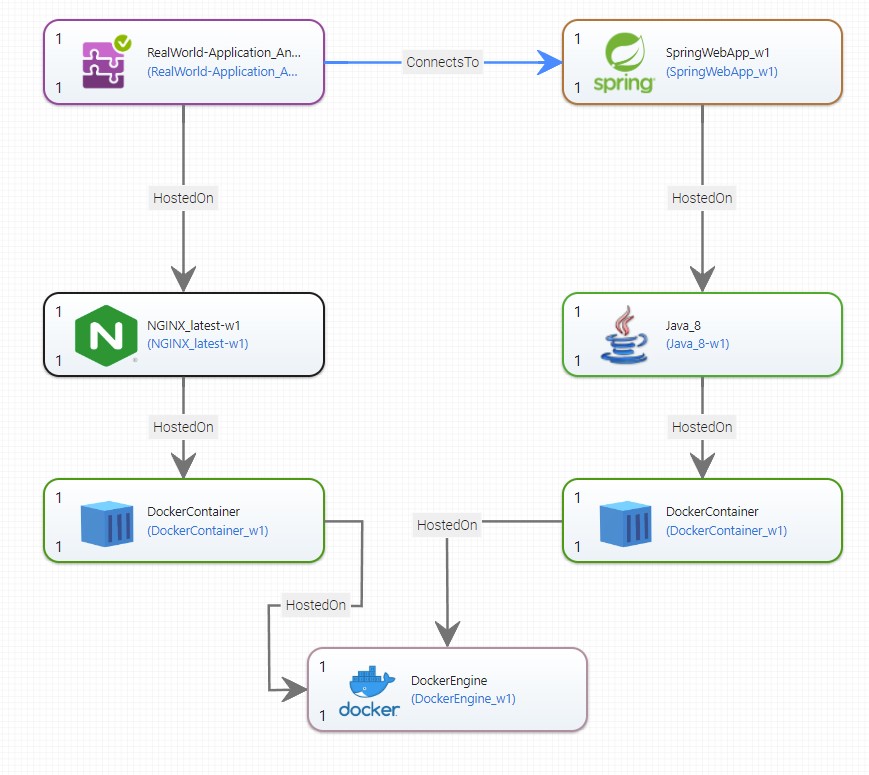 1
RealWorld-Application_An...
(RealWorld-Application_A...
1
ConnectsTo
1
spring
SpringWebApp_w1
(SpringWebApp_w1)
1
HostedOn
HostedOn
1
N
NGINX_latest-w1
(NGINX_latest-w1)
1
1
Java_8
(Java_8-w1)
1
HostedOn
HostedOn
1
DockerContainer
(DockerContainer_w1)
1
1
DockerContainer
(DockerContainer_w1)
1
HostedOn
HostedOn
1
docker
DockerEngine
(DockerEngine_w1)
1